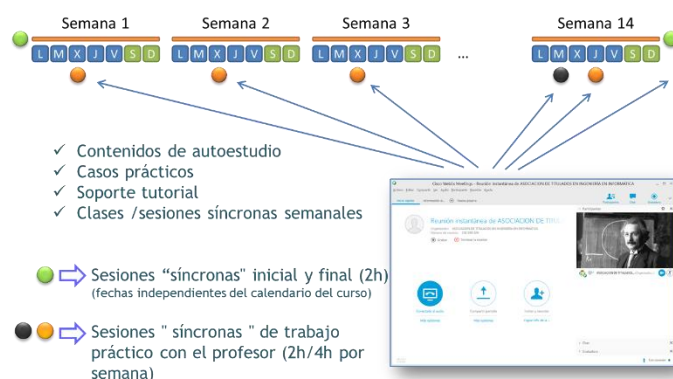 Semana 1
Semana 2
Semana 3
Semana 14
L M X J V S D
L M X J V S D
L M X J V S D
...
L M X J V S D
✓ Contenidos de autoestudio
✓ Casos prácticos
✓ Soporte tutorial
✓ Clases /sesiones síncronas semanales
Reunión instantánea de ASOCIACION DE TITUL...
Sesiones “síncronas" inicial y final (2h)
(fechas independientes del calendario del curso)
Sesiones " síncronas " de trabajo
práctico con el profesor (2h/4h por
semana)